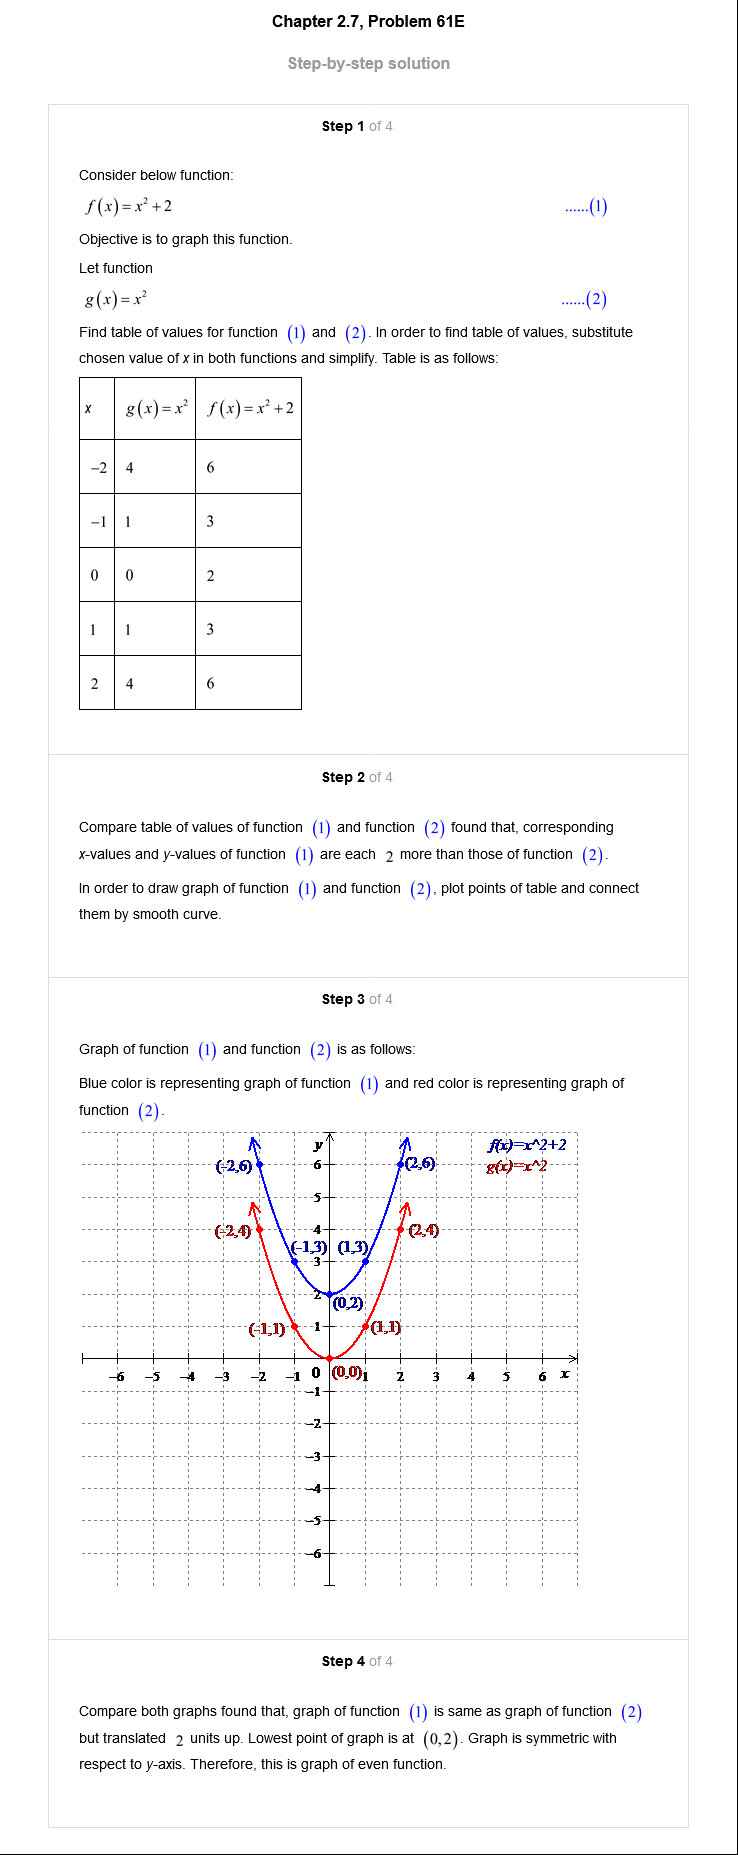 Chapter 2.7, Problem 61E
Step-by-step solution
Step 1 of 4
Consider below function:
f(x)=x²+2 ......(1)
Objective is to graph this function.
Let function
g(x)=x² ......(2)
Find table of values for function (1) and (2). In order to find table of values, substitute
chosen value of x in both functions and simplify. Table is as follows:
x g(x)=x² f(x)=x²+2
−2 4 6
−1 1 3
0 0 2
1 1 3
2 4 6
Step 2 of 4
Compare table of values of function (1) and function (2) found that, corresponding
x-values and y-values of function (1) are each 2 more than those of function (2).
In order to draw graph of function (1) and function (2), plot points of table and connect
them by smooth curve.
Step 3 of 4
Graph of function (1) and function (2) is as follows:
Blue color is representing graph of function (1) and red color is representing graph of
function (2).
y f(x)=x^2+2
(-2,6) 6 (2,6) g(x)=x^2
5
(-2,4) 4 (2,4)
(-1,3) (1,3)
3
2 (0,2)
(-1,1) 1 (1,1)
-6 -5 -4 -3 -2 -1 0 (0,0) 1 2 3 4 5 6 x
-1
-2
-3
-4
-5
-6
Step 4 of 4
Compare both graphs found that, graph of function (1) is same as graph of function (2)
but translated 2 units up. Lowest point of graph is at (0,2). Graph is symmetric with
respect to y-axis. Therefore, this is graph of even function.